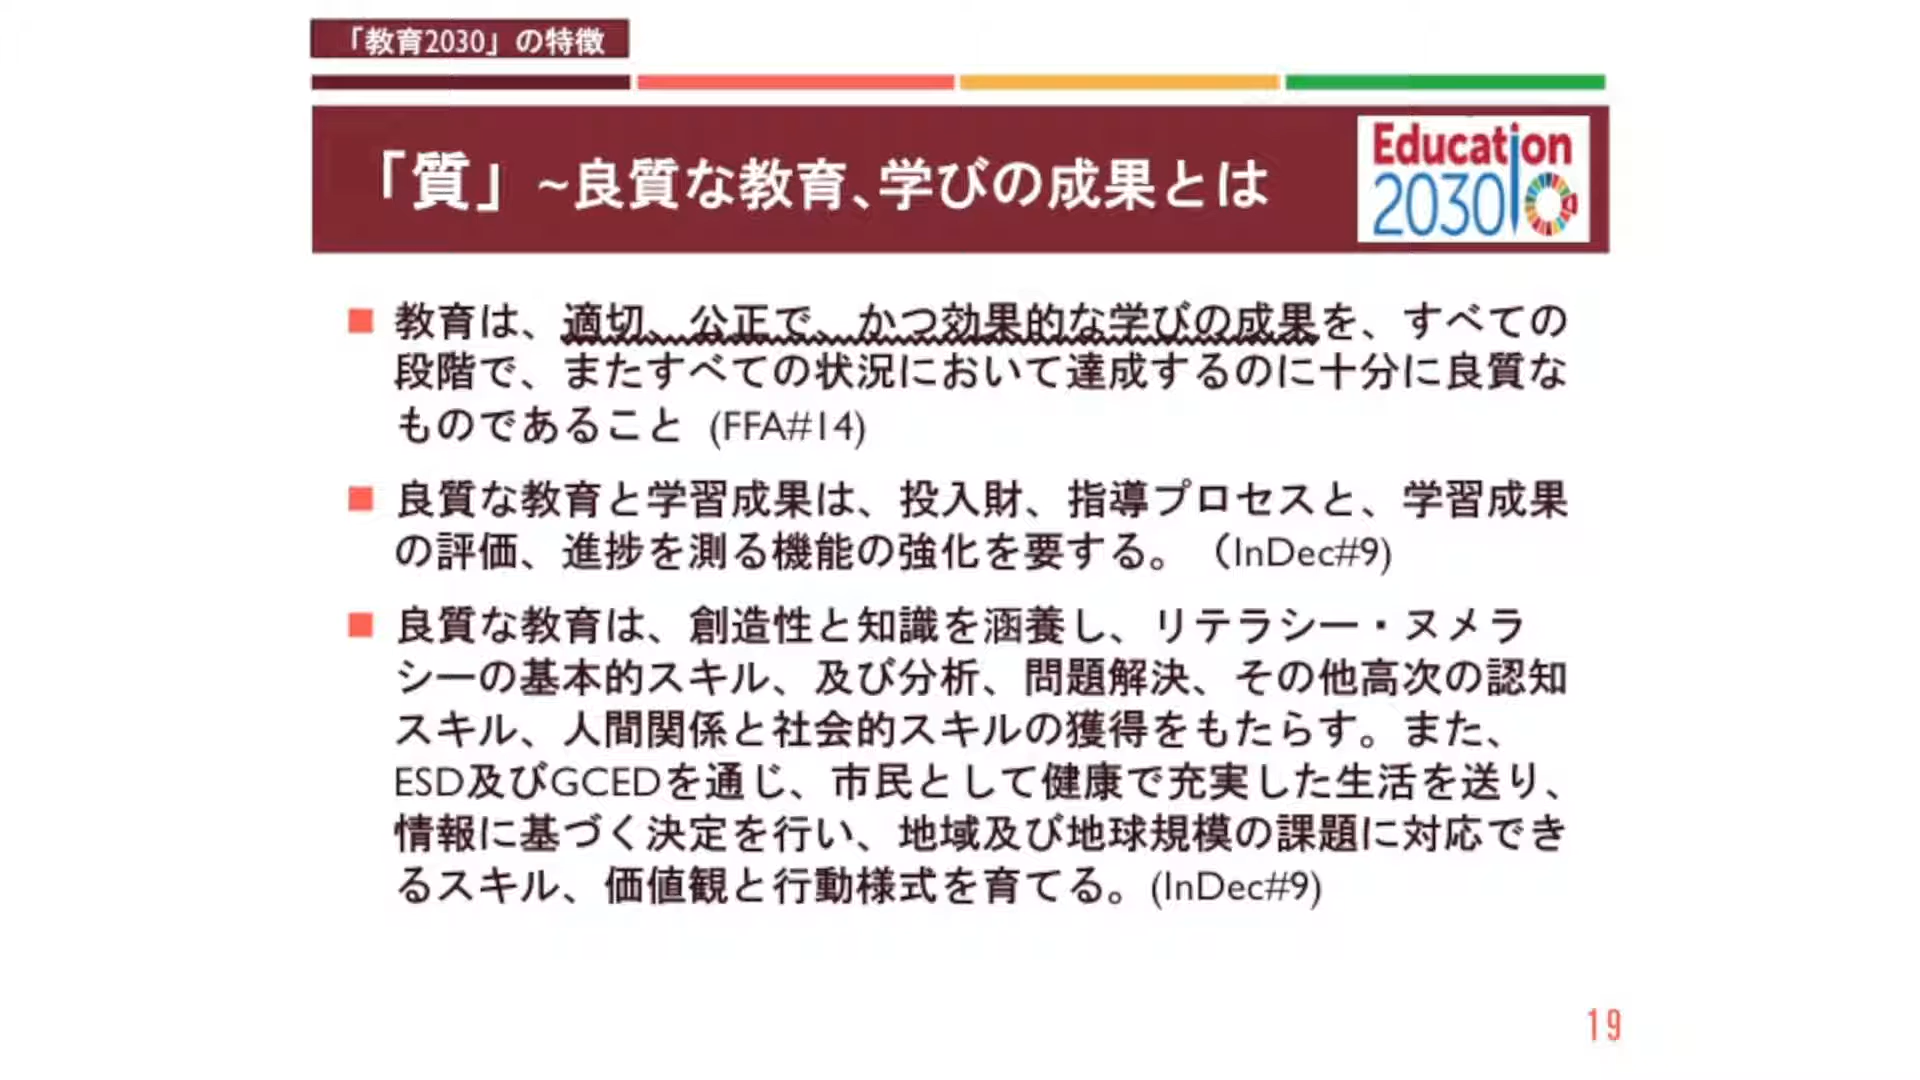 「教育2030」の特徴
「質」~良質な教育、学びの成果とは
Education
2030
教育は、適切、公正で、かつ効果的な学びの成果を、すべての
段階で、またすべての状況において達成するのに十分に良質な
ものであること (FFA#14)
良質な教育と学習成果は、投入財、指導プロセスと、学習成果
の評価、進捗を測る機能の強化を要する。（InDec#9)
良質な教育は、創造性と知識を涵養し、リテラシー・ヌメラ
シーの基本的スキル、及び分析、問題解決、その他高次の認知
スキル、人間関係と社会的スキルの獲得をもたらす。また、
ESD及びGCEDを通じ、市民として健康で充実した生活を送り、
情報に基づく決定を行い、地域及び地球規模の課題に対応でき
るスキル、価値観と行動様式を育てる。(InDec#9)
19